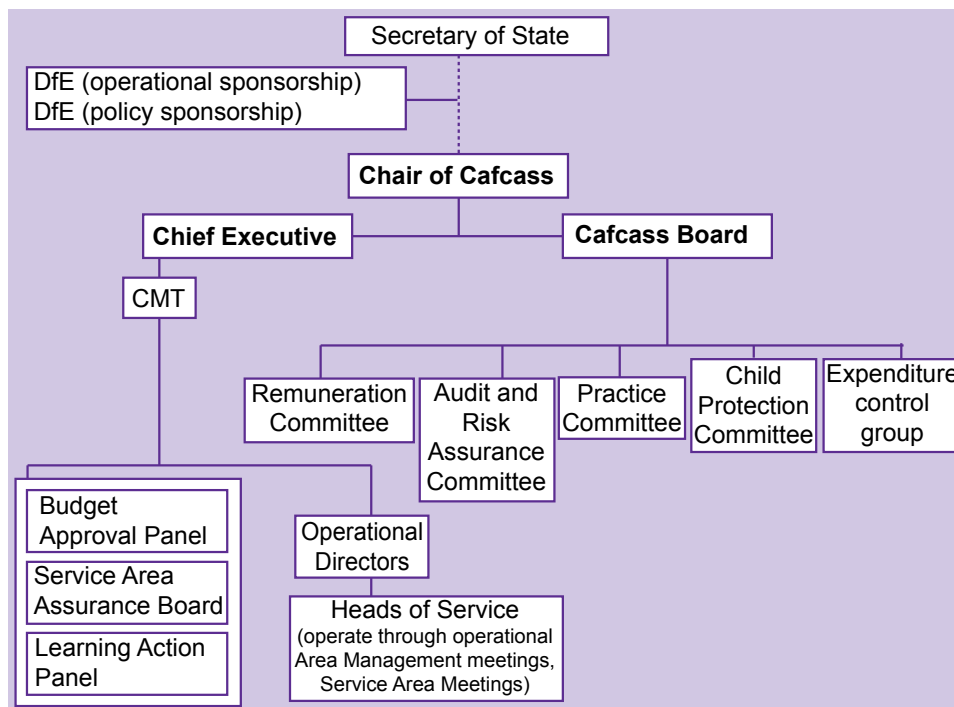 Secretary of State
DfE (operational sponsorship)
DfE (policy sponsorship)
Chair of Cafcass
Chief Executive
Cafcass Board
CMT
Remuneration
Committee
Audit and
Risk
Assurance
Committee
Practice
Committee
Child
Protection
Committee
Expenditure
control
group
Budget
Approval Panel
Service Area
Assurance Board
Learning Action
Panel
Operational
Directors
Heads of Service
(operate through operational
Area Management meetings,
Service Area Meetings)